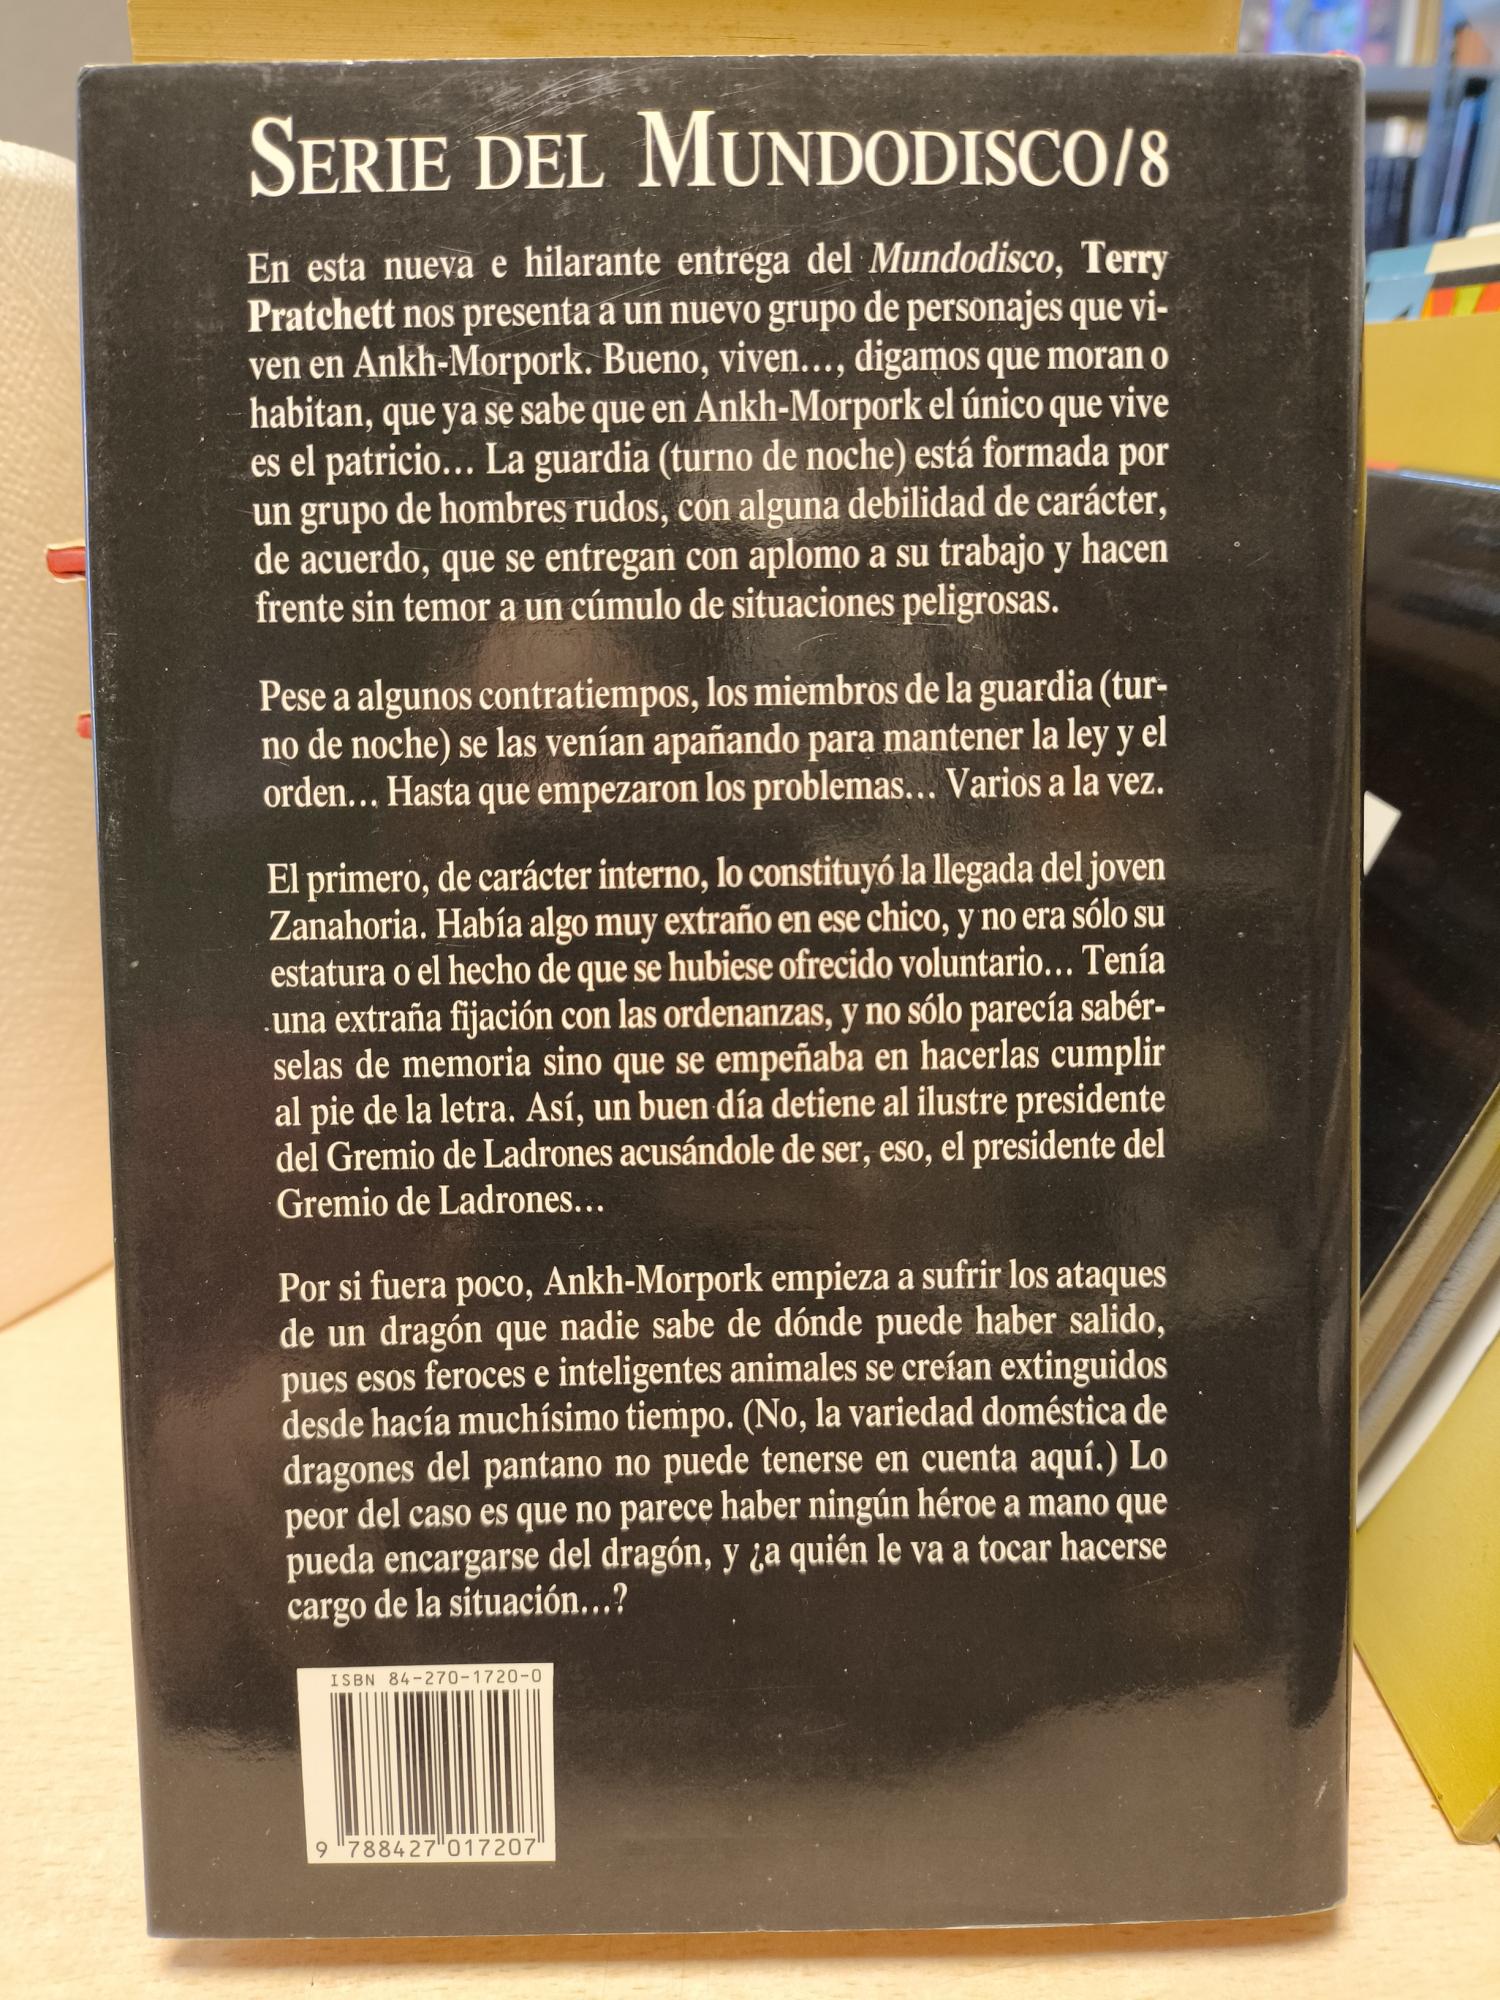 SERIE DEL MUNDODISCO/8
En esta nueva e hilarante entrega del Mundodisco, Terry
Pratchett nos presenta a un nuevo grupo de personajes que vi-
ven en Ankh-Morpork. Bueno, viven..., digamos que moran o
habitan, que ya se sabe que en Ankh-Morpork el único que vive
es el patricio... La guardia (turno de noche) está formada por
un grupo de hombres rudos, con alguna debilidad de carácter,
de acuerdo, que se entregan con aplomo a su trabajo y hacen
frente sin temor a un cúmulo de situaciones peligrosas.
Pese a algunos contratiempos, los miembros de la guardia (tur-
no de noche) se las venían apañando para mantener la ley y el
orden... Hasta que empezaron los problemas... Varios a la vez.
El primero, de carácter interno, lo constituyó la llegada del joven
Zanahoria. Había algo muy extraño en ese chico, y no era sólo su
estatura o el hecho de que se hubiese ofrecido voluntario... Tenía
una extraña fijación con las ordenanzas, y no sólo parecía sabér-
selas de memoria sino que se empeñaba en hacerlas cumplir
al pie de la letra. Así, un buen día detiene al ilustre presidente
del Gremio de Ladrones acusándole de ser, eso, el presidente del
Gremio de Ladrones...
Por si fuera poco, Ankh-Morpork empieza a sufrir los ataques
de un dragón que nadie sabe de dónde puede haber salido,
pues esos feroces e inteligentes animales se creían extinguidos
desde hacía muchísimo tiempo. (No, la variedad doméstica de
dragones del pantano no puede tenerse en cuenta aquí.) Lo
peor del caso es que no parece haber ningún héroe a mano que
pueda encargarse del dragón, y ¿a quién le va a tocar hacerse
cargo de la situación...?
ISBN 84-270-1720-0
9 788427 017207